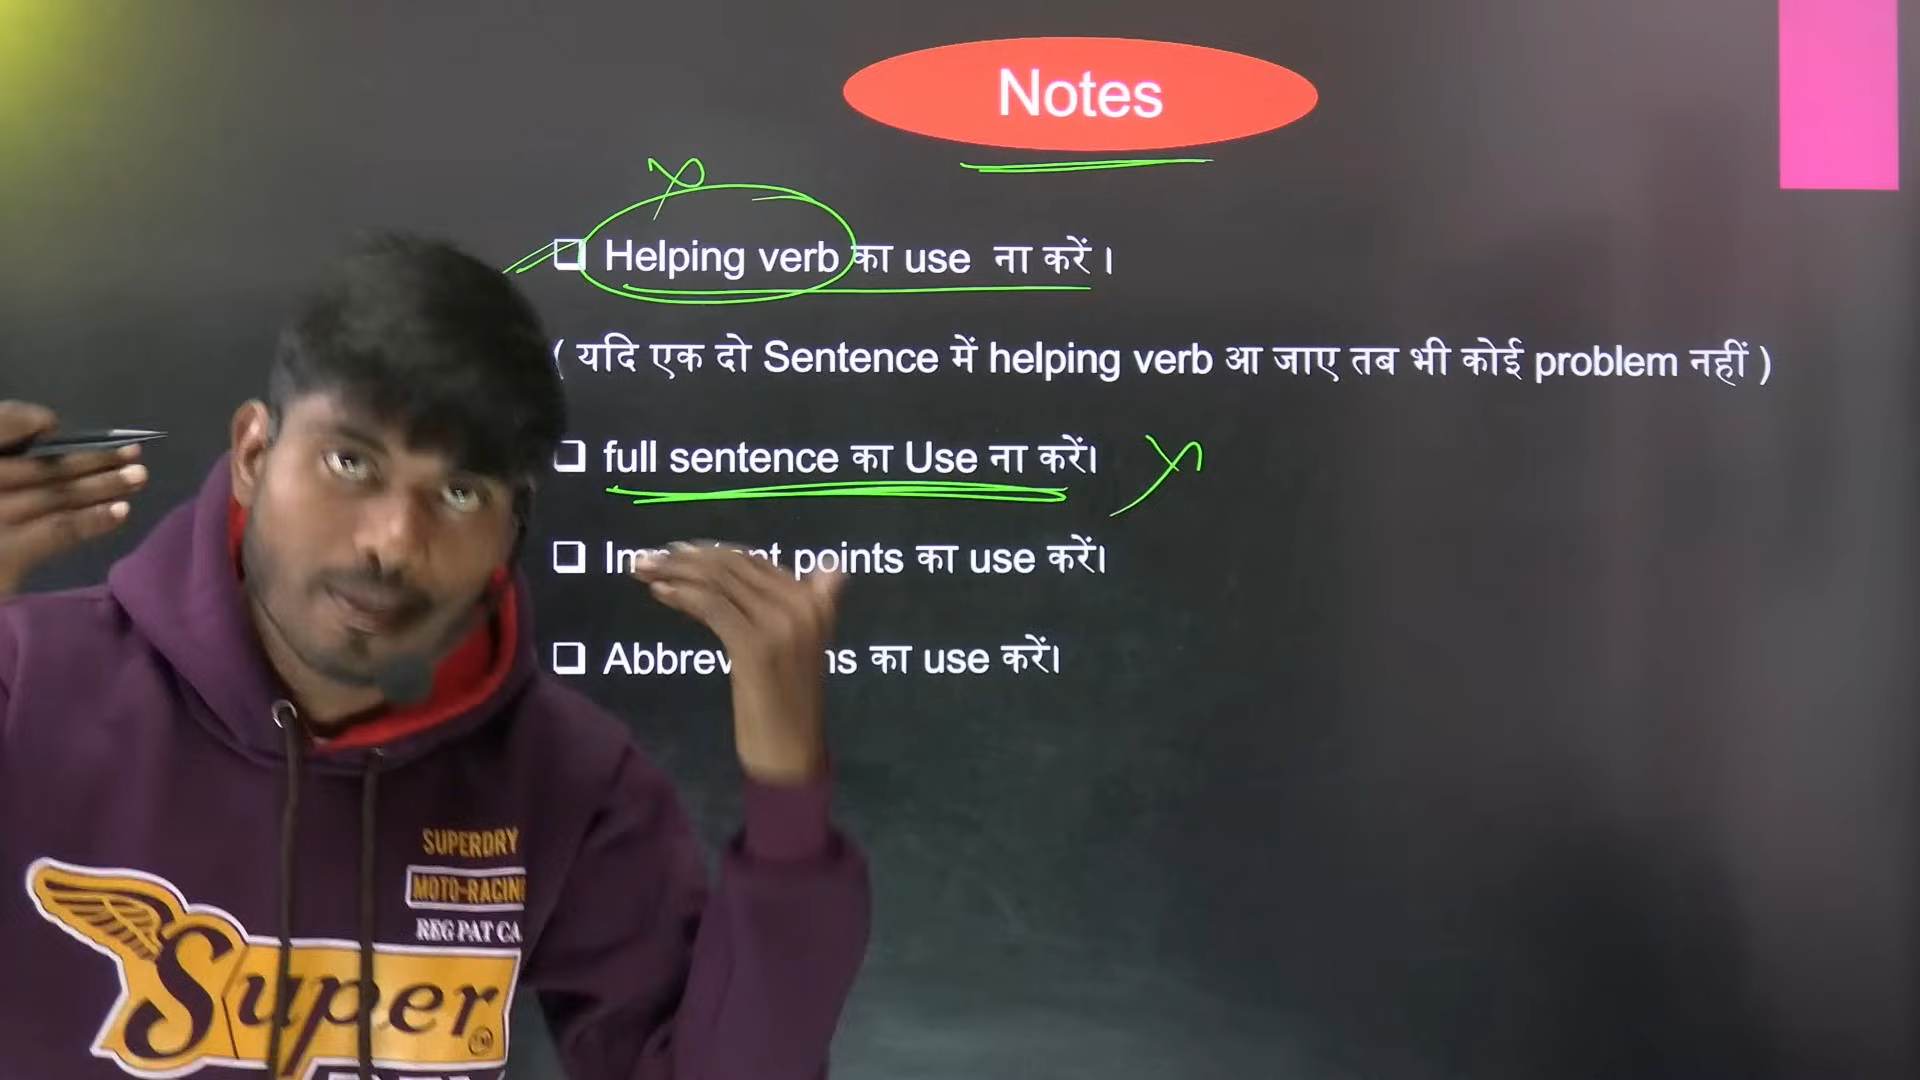 Notes
❑ Helping verb का use ना करें ।
( यदि एक दो Sentence में helping verb आ जाए तब भी कोई problem नहीं )
❑ full sentence का Use ना करें।
❑ points का use करें।
❑ का use करें।
SUPERDRY
MOTO-RACING
REG PAT CA
Super